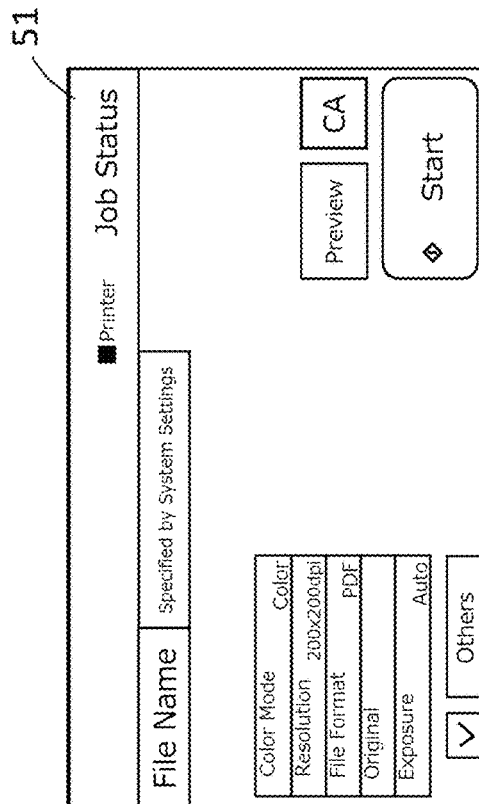 51
■Printer Job Status
File Name Specified by System Settings
Color Mode Color
Resolution 200x200dpi
File Format PDF
Original
Exposure Auto
Others
Preview CA
Start